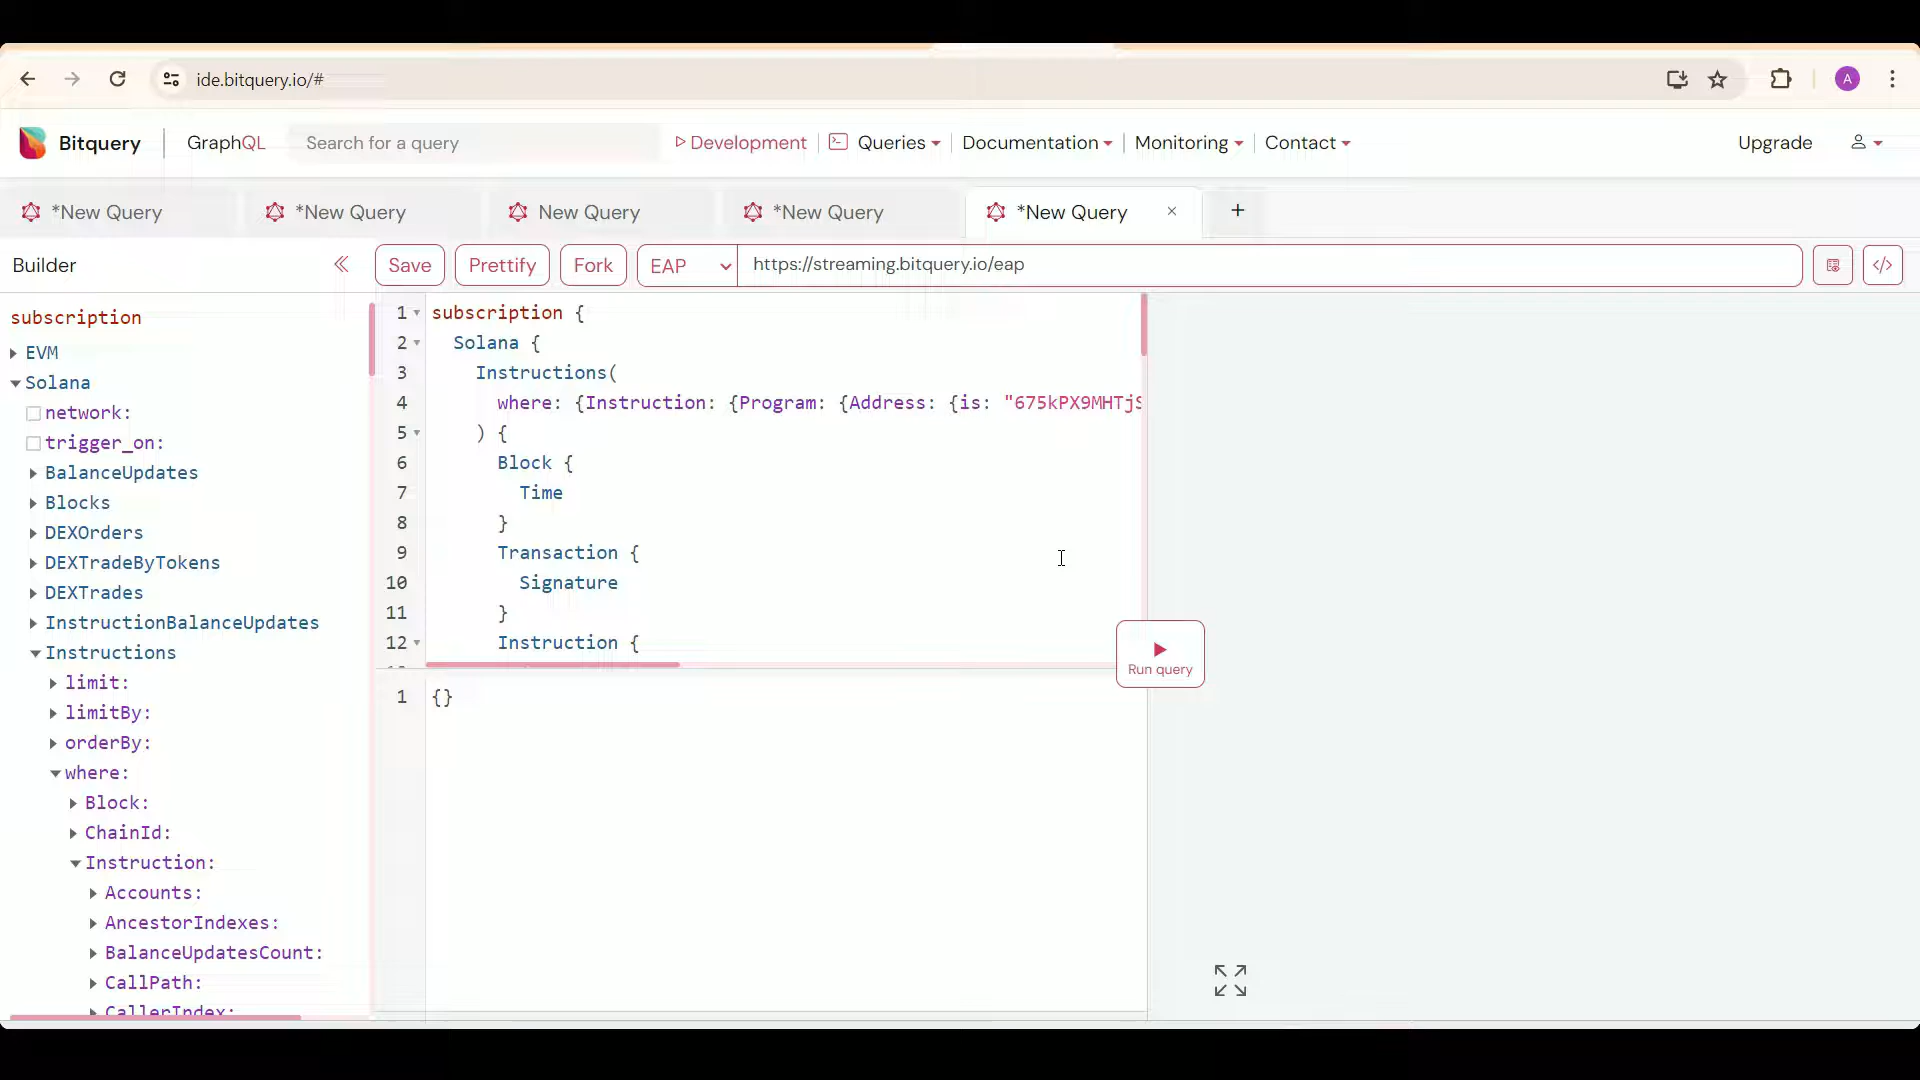 ide.bitquery.io/#
A
Bitquery
GraphQL
Search for a query
Development
Queries
Documentation
Monitoring
Contact
Upgrade
*New Query
*New Query
New Query
*New Query
*New Query
×
+
Builder
Save
Prettify
Fork
EAP
https://streaming.bitquery.io/eap
</>
subscription
EVM
Solana
network:
trigger_on:
BalanceUpdates
Blocks
DEXOrders
DEXTradeByTokens
DEXTrades
InstructionBalanceUpdates
Instructions
limit:
limitBy:
orderBy:
where:
Block:
ChainId:
Instruction:
Accounts:
AncestorIndexes:
BalanceUpdatesCount:
CallPath:
CallerIndex:
1 subscription {
2 Solana {
3 Instructions(
4 where: {Instruction: {Program: {Address: {is: "675kPX9MHTjS
5 ) {
6 Block {
7 Time
8 }
9 Transaction {
10 Signature
11 }
12 Instruction {
Run query
1 {}